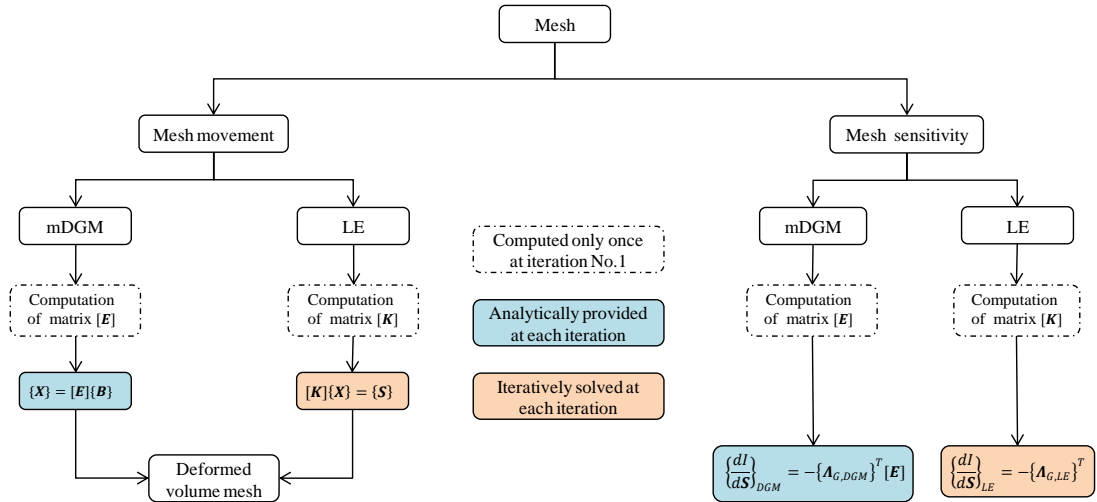 Mesh
Mesh movement
Mesh sensitivity
mDGM
LE
mDGM
LE
Computed only once
at iteration No.1
Computation
of matrix [E]
Computation
of matrix [K]
Computation
of matrix [E]
Computation
of matrix [K]
Analytically provided
at each iteration
{X} = [E]{B}
[K]{X} = {S}
Iteratively solved at
each iteration
Deformed
volume mesh
{dI/dS}_DGM = −{Λ_G,DGM}^T [E]
{dI/dS}_LE = −{Λ_G,LE}^T